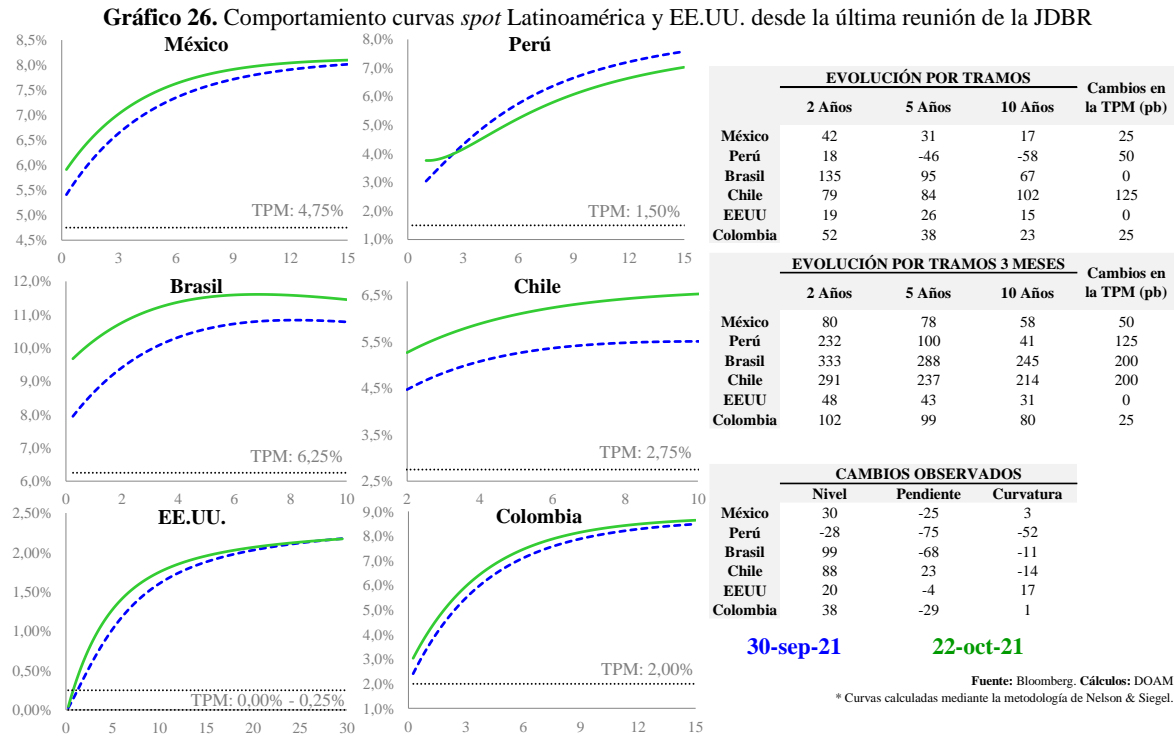 Gráfico 26. Comportamiento curvas spot Latinoamérica y EE.UU. desde la última reunión de la JDBR
México
8,5%
8,0%
7,5%
7,0%
6,5%
6,0%
5,5%
5,0%
4,5%
TPM: 4,75%
0 3 6 9 12 15
Perú
8,0%
7,0%
6,0%
5,0%
4,0%
3,0%
2,0%
1,0%
TPM: 1,50%
0 3 6 9 12 15
Brasil
12,0%
11,0%
10,0%
9,0%
8,0%
7,0%
6,0%
TPM: 6,25%
0 2 4 6 8 10
Chile
6,5%
5,5%
4,5%
3,5%
2,5%
TPM: 2,75%
2 4 6 8 10
EE.UU.
2,50%
2,00%
1,50%
1,00%
0,50%
0,00%
TPM: 0,00% - 0,25%
0 5 10 15 20 25 30
Colombia
9,0%
8,0%
7,0%
6,0%
5,0%
4,0%
3,0%
2,0%
1,0%
TPM: 2,00%
0 3 6 9 12 15
EVOLUCIÓN POR TRAMOS Cambios en la TPM (pb)
2 Años 5 Años 10 Años
México 42 31 17 25
Perú 18 -46 -58 50
Brasil 135 95 67 0
Chile 79 84 102 125
EEUU 19 26 15 0
Colombia 52 38 23 25
EVOLUCIÓN POR TRAMOS 3 MESES Cambios en la TPM (pb)
2 Años 5 Años 10 Años
México 80 78 58 50
Perú 232 100 41 125
Brasil 333 288 245 200
Chile 291 237 214 200
EEUU 48 43 31 0
Colombia 102 99 80 25
CAMBIOS OBSERVADOS
Nivel Pendiente Curvatura
México 30 -25 3
Perú -28 -75 -52
Brasil 99 -68 -11
Chile 88 23 -14
EEUU 20 -4 17
Colombia 38 -29 1
30-sep-21 22-oct-21
Fuente: Bloomberg. Cálculos: DOAM
* Curvas calculadas mediante la metodología de Nelson & Siegel.